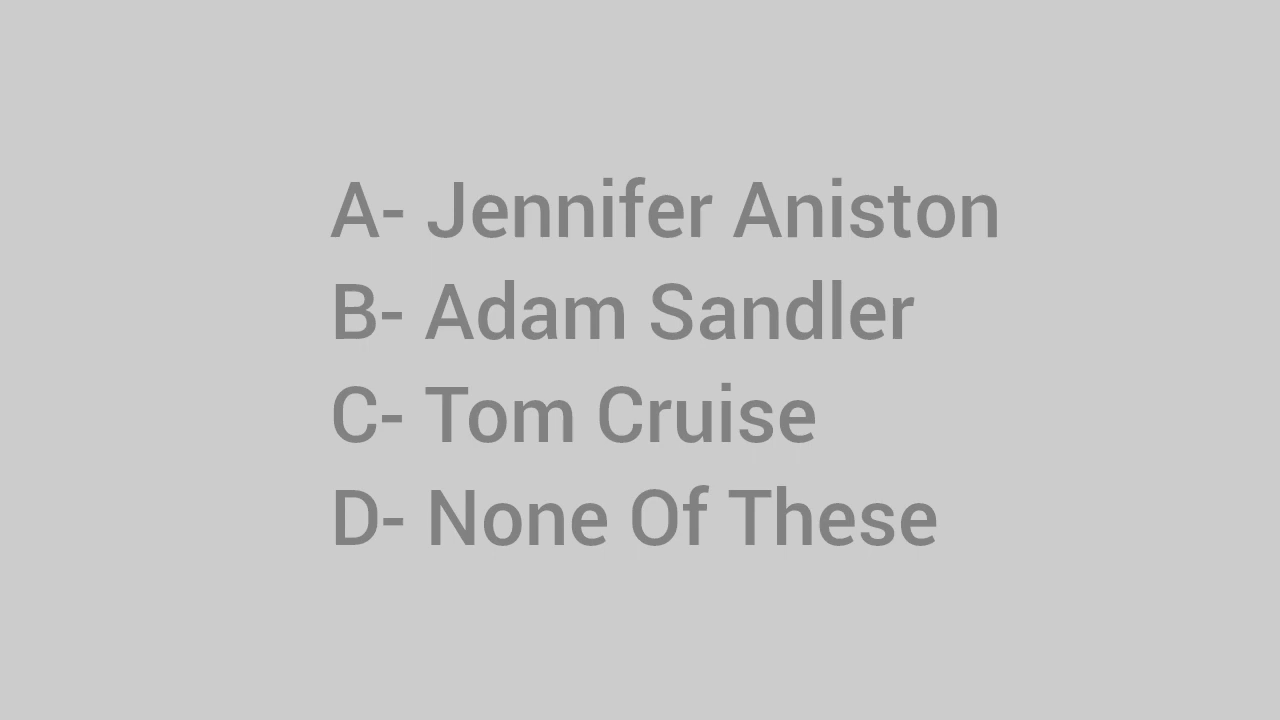 A- Jennifer Aniston
B- Adam Sandler
C- Tom Cruise
D- None Of These